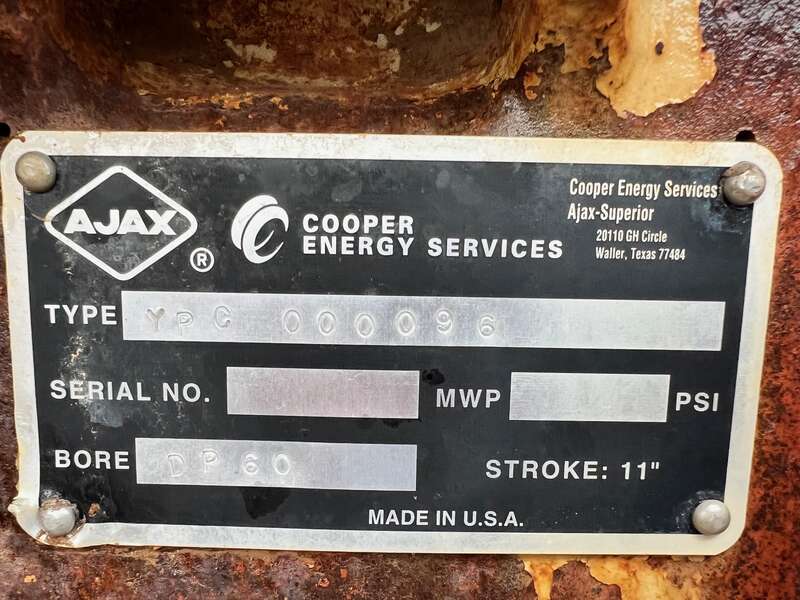 AJAX ®
COOPER
ENERGY SERVICES
Cooper Energy Services
Ajax-Superior
20110 GH Circle
Waller, Texas 77484
TYPE YPG 000096
SERIAL NO. MWP PSI
BORE DP60 STROKE: 11"
MADE IN U.S.A.